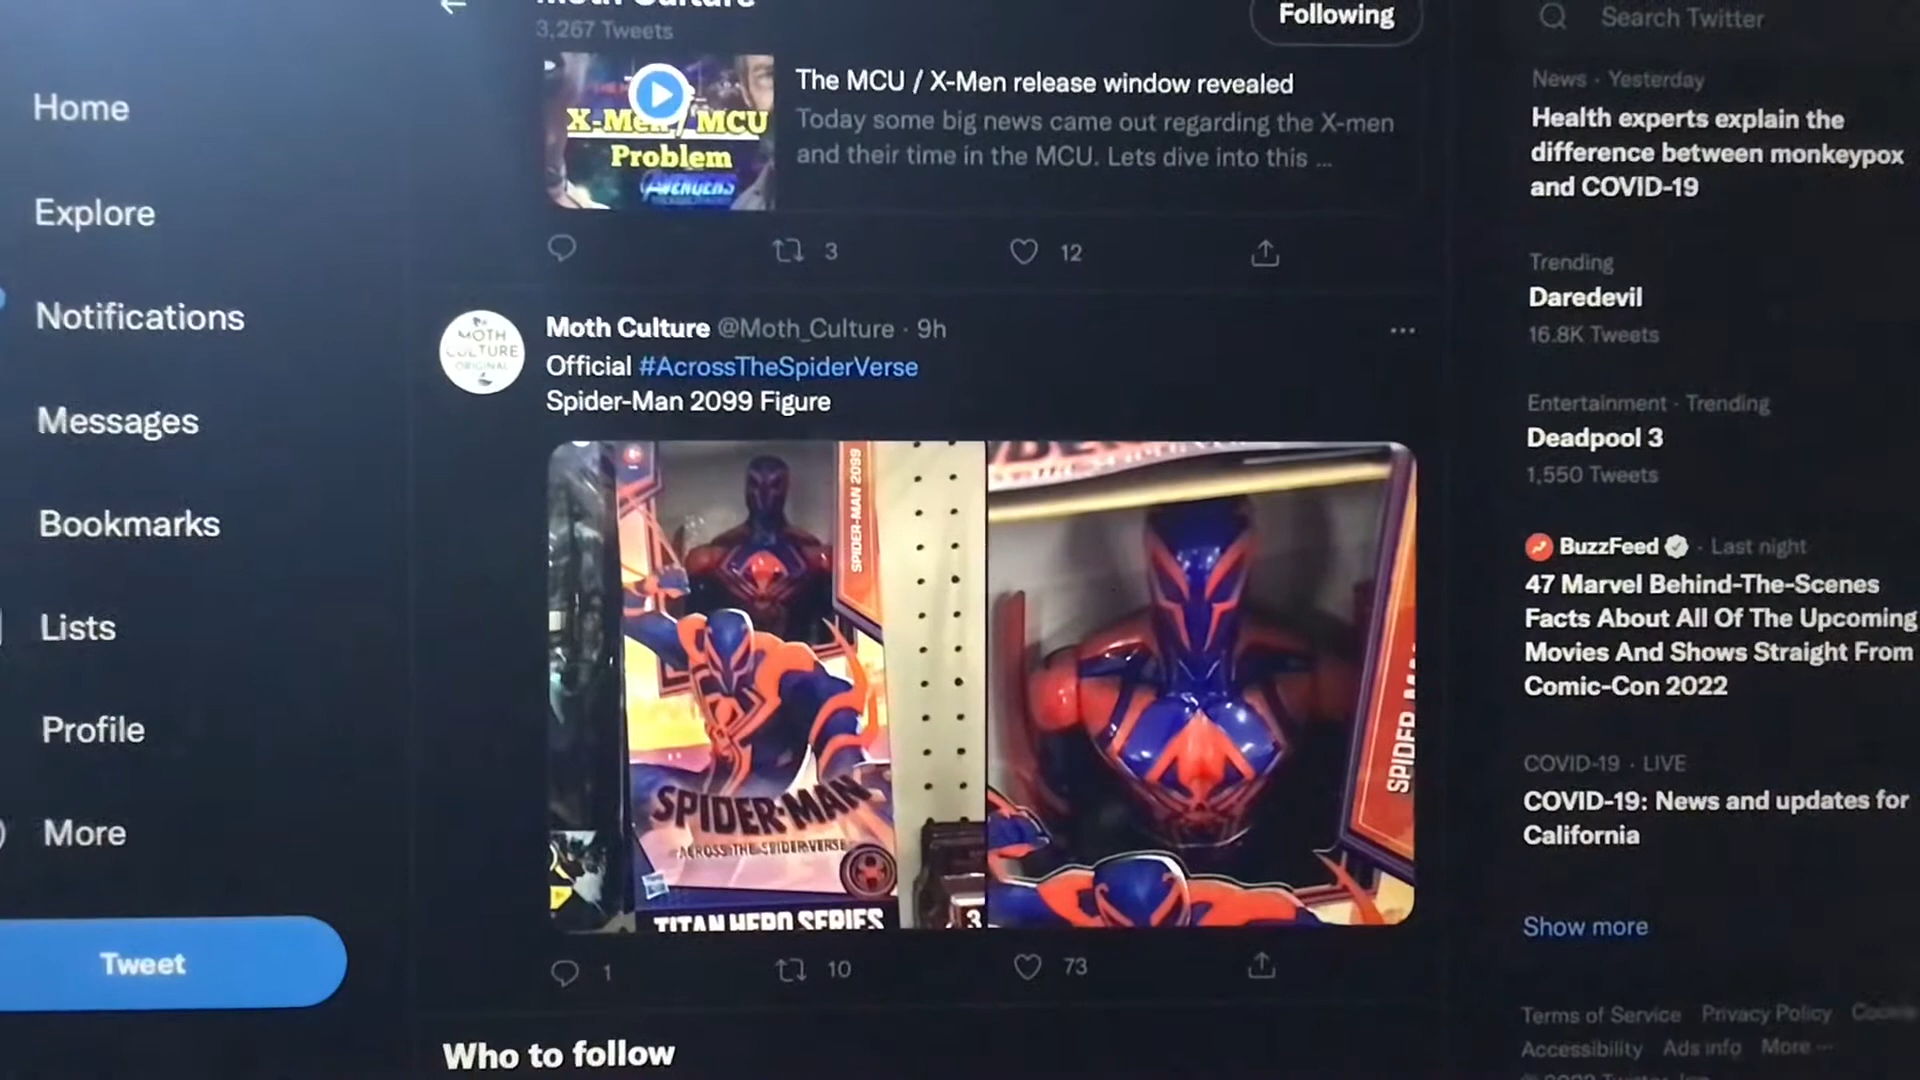 3,267 Tweets
Following
Search Twitter
Home
Explore
Notifications
Messages
Bookmarks
Lists
Profile
More
Tweet
X-Men / MCU
Problem
AVENGERS
The MCU / X-Men release window revealed
Today some big news came out regarding the X-men
and their time in the MCU. Lets dive into this ...
3
12
MOTH
CULTURE
ORIGINAL
Moth Culture @Moth_Culture · 9h
Official #AcrossTheSpiderVerse
Spider-Man 2099 Figure
SPIDER-MAN 2099
SPIDER-MAN
ACROSS THE SPIDER-VERSE
TITAN HERO SERIES
3
1
10
73
Who to follow
News · Yesterday
Health experts explain the
difference between monkeypox
and COVID-19
Trending
Daredevil
16.8K Tweets
Entertainment · Trending
Deadpool 3
1,550 Tweets
BuzzFeed · Last night
47 Marvel Behind-The-Scenes
Facts About All Of The Upcoming
Movies And Shows Straight From
Comic-Con 2022
COVID-19 · LIVE
COVID-19: News and updates for
California
Show more
Terms of Service Privacy Policy
Accessibility Ads info More ...